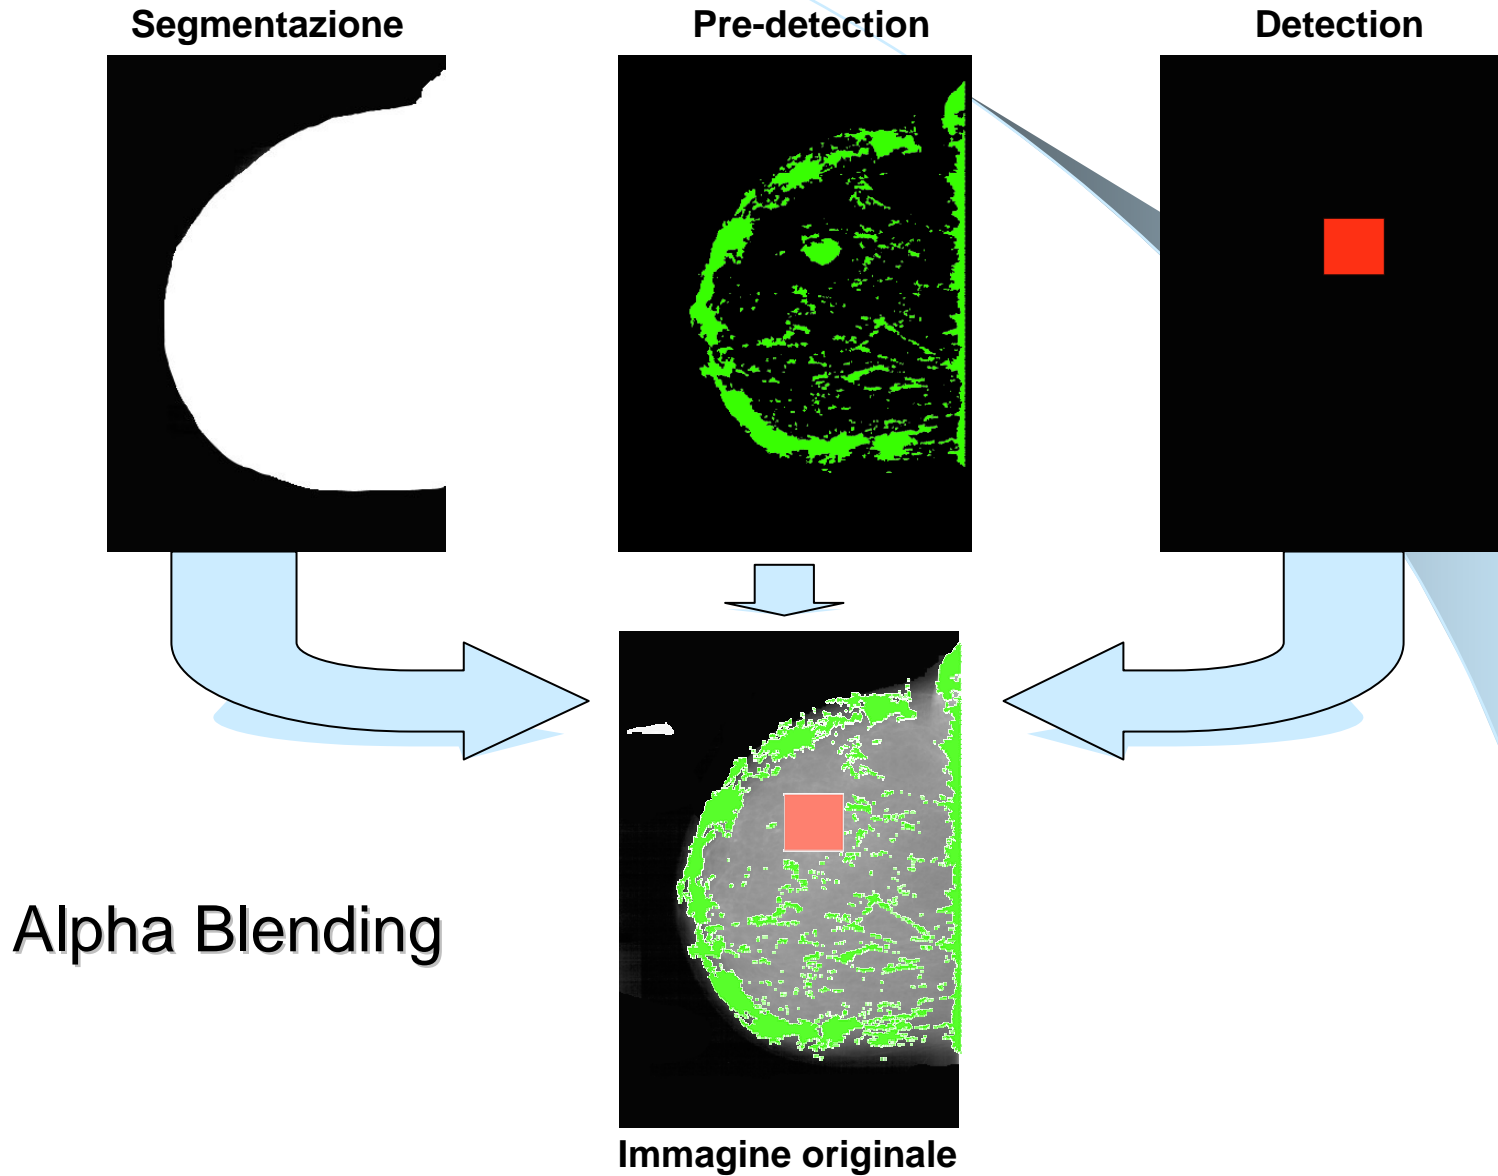 Segmentazione
Pre-detection
Detection
Alpha Blending
Immagine originale